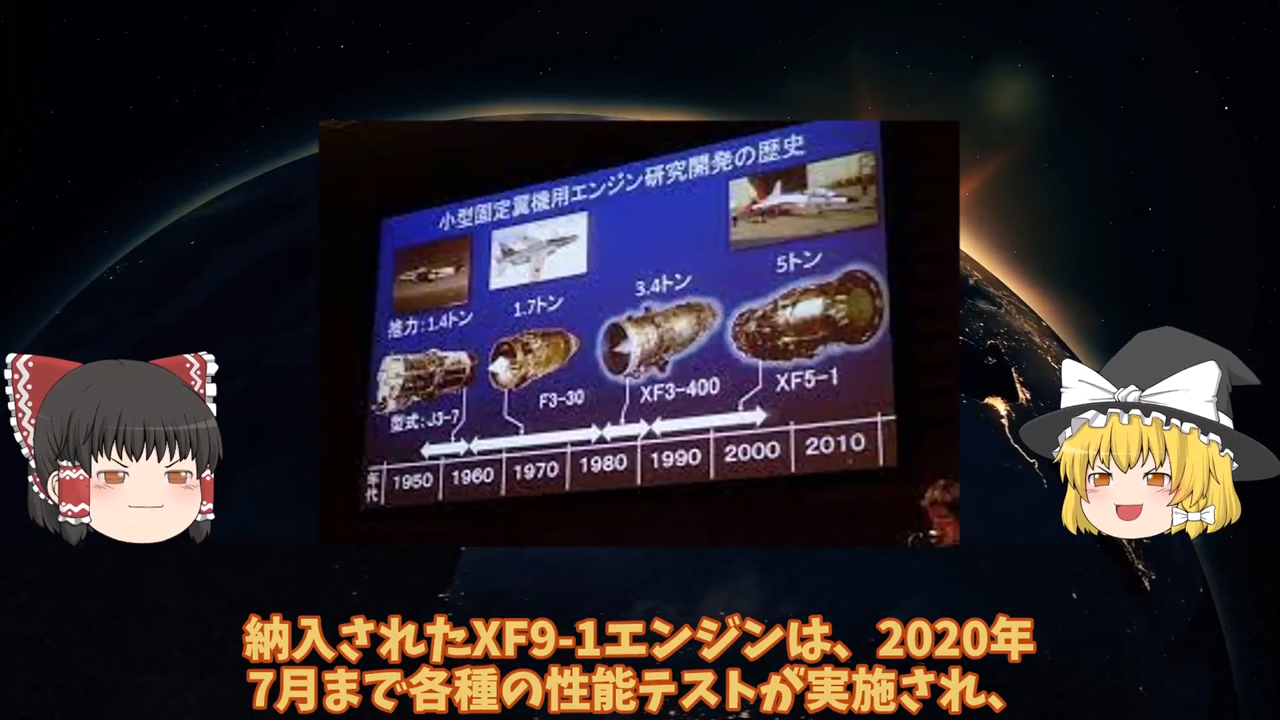 小型固定翼機用エンジン研究開発の歴史
推力:1.4トン
1.7トン
3.4トン
5トン
型式:J3-7
F3-30
XF3-400
XF5-1
年代
1950
1960
1970
1980
1990
2000
2010
納入されたXF9-1エンジンは、2020年
7月まで各種の性能テストが実施され、